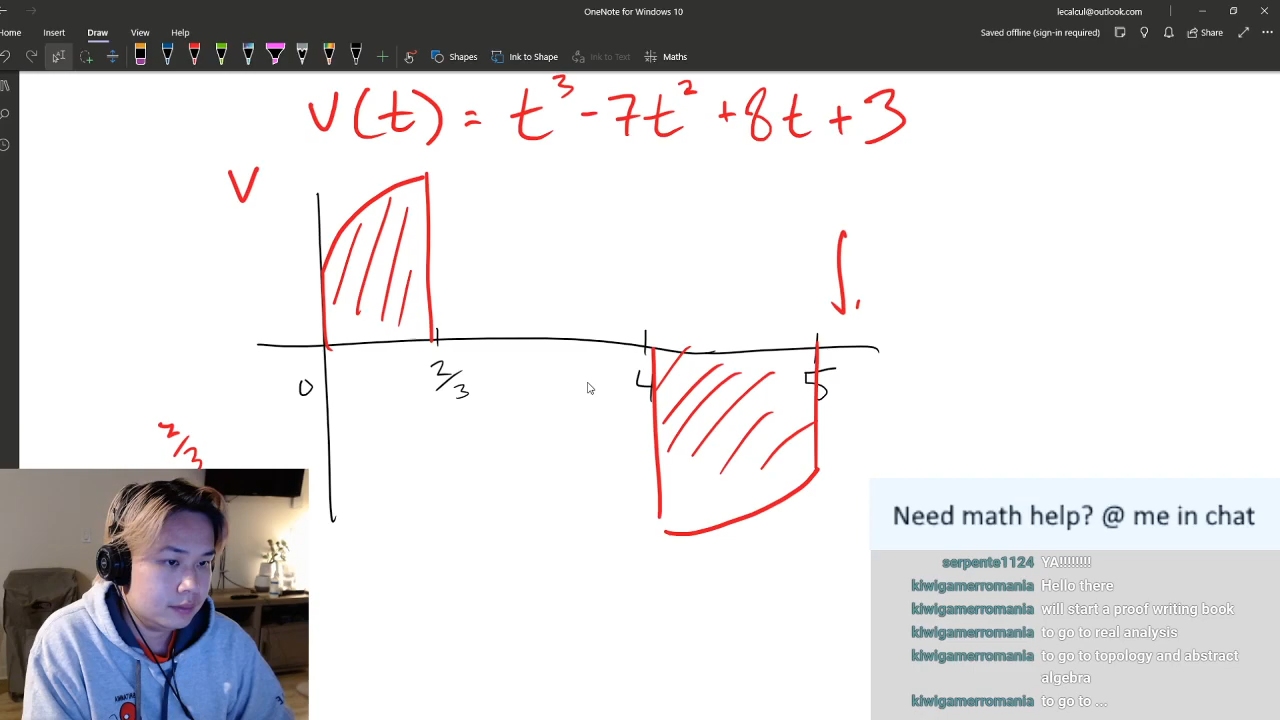 OneNote for Windows 10
lecalcul@outlook.com
Home Insert Draw View Help
Saved offline (sign-in required)
Share
Shapes Ink to Shape Ink to Text Maths
V(t) = t³ - 7t² + 8t + 3
V
∫
0 2/3 4 5
2/3
Need math help? @ me in chat
serpente1124 YA!!!!!!!!
kiwigamerromania Hello there
kiwigamerromania will start a proof writing book
kiwigamerromania to go to real analysis
kiwigamerromania to go to topology and abstract
algebra
kiwigamerromania to go to ...